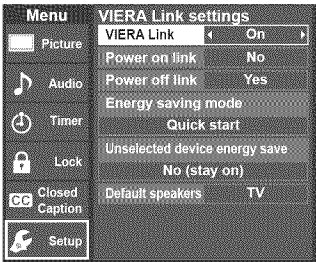 Menu
Picture
Audio
Timer
Lock
CC Closed
Caption
Setup
VIERA Link settings
VIERA Link On
Power on link No
Power off link Yes
Energy saving mode
Quick start
Unselected device energy save
No (stay on)
Default speakers TV